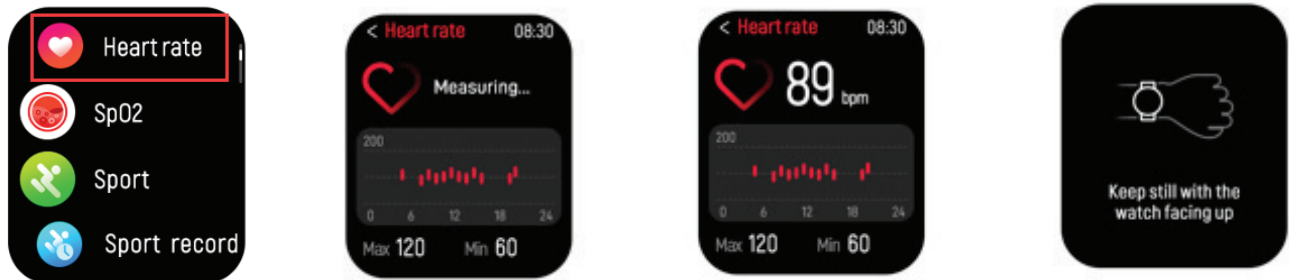 Heart rate
SpO2
Sport
Sport record
< Heart rate 08:30
Measuring...
200
0 6 12 18 24
Max 120 Min 60
< Heart rate 08:30
89 bpm
200
0 6 12 18 24
Max 120 Min 60
Keep still with the
watch facing up